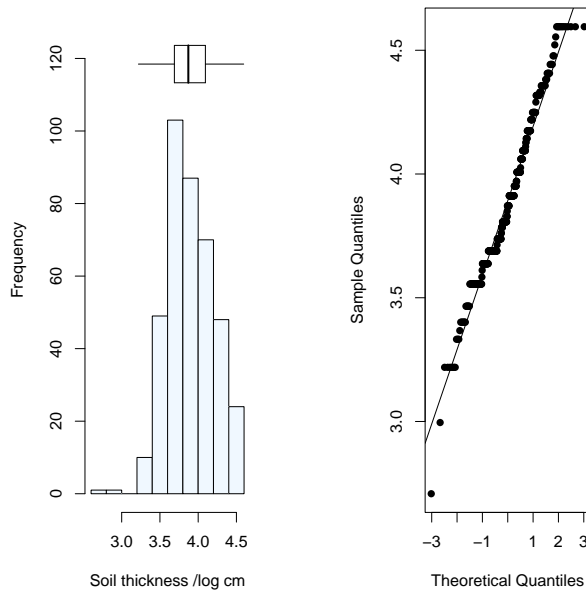 120
100
80
60
40
20
0
Frequency
3.0 3.5 4.0 4.5
Soil thickness /log cm
4.5
4.0
3.5
3.0
Sample Quantiles
−3 −1 0 1 2 3
Theoretical Quantiles